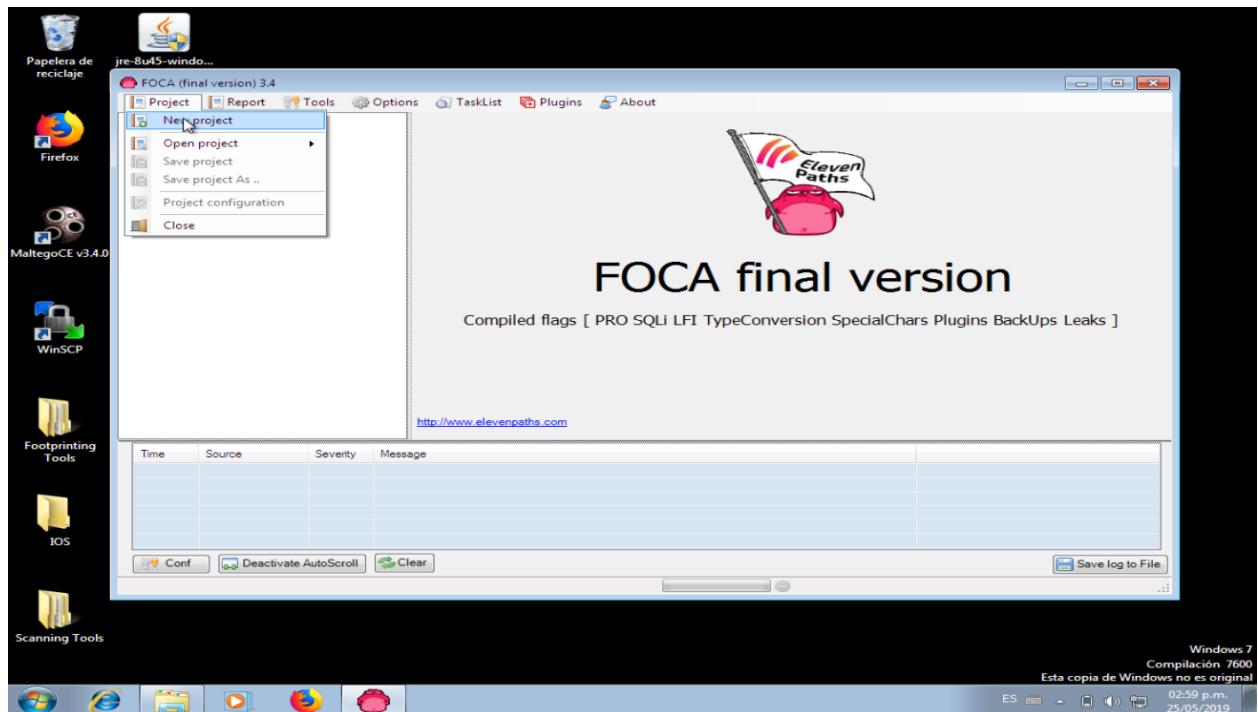 Papelera de
reciclaje
jre-8u45-windo...
Firefox
MaltegoCE v3.4.0
WinSCP
Footprinting
Tools
IOS
Scanning Tools
FOCA (final version) 3.4
Project Report Tools Options TaskList Plugins About
New project
Open project
Save project
Save project As ..
Project configuration
Close
Eleven
Paths
FOCA final version
Compiled flags [ PRO SQLi LFI TypeConversion SpecialChars Plugins BackUps Leaks ]
http://www.elevenpaths.com
Time Source Severity Message
Conf Deactivate AutoScroll Clear Save log to File
Windows 7
Compilación 7600
Esta copia de Windows no es original
ES 02:59 p.m.
25/05/2019